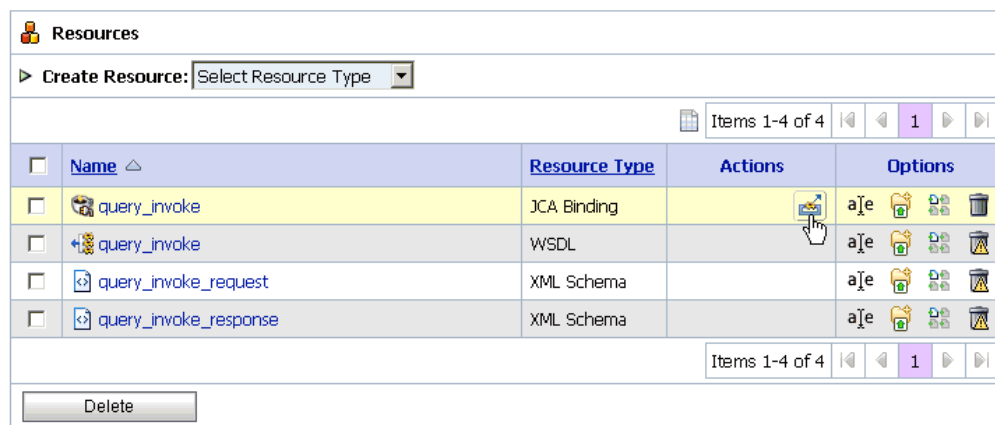 Resources
Create Resource: Select Resource Type
Items 1-4 of 4 1
Name Resource Type Actions Options
query_invoke JCA Binding
query_invoke WSDL
query_invoke_request XML Schema
query_invoke_response XML Schema
Items 1-4 of 4 1
Delete